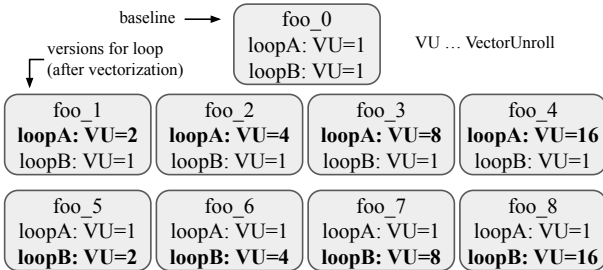 baseline
foo_0
loopA: VU=1
loopB: VU=1
VU ... VectorUnroll
versions for loop
(after vectorization)
foo_1
loopA: VU=2
loopB: VU=1
foo_2
loopA: VU=4
loopB: VU=1
foo_3
loopA: VU=8
loopB: VU=1
foo_4
loopA: VU=16
loopB: VU=1
foo_5
loopA: VU=1
loopB: VU=2
foo_6
loopA: VU=1
loopB: VU=4
foo_7
loopA: VU=1
loopB: VU=8
foo_8
loopA: VU=1
loopB: VU=16